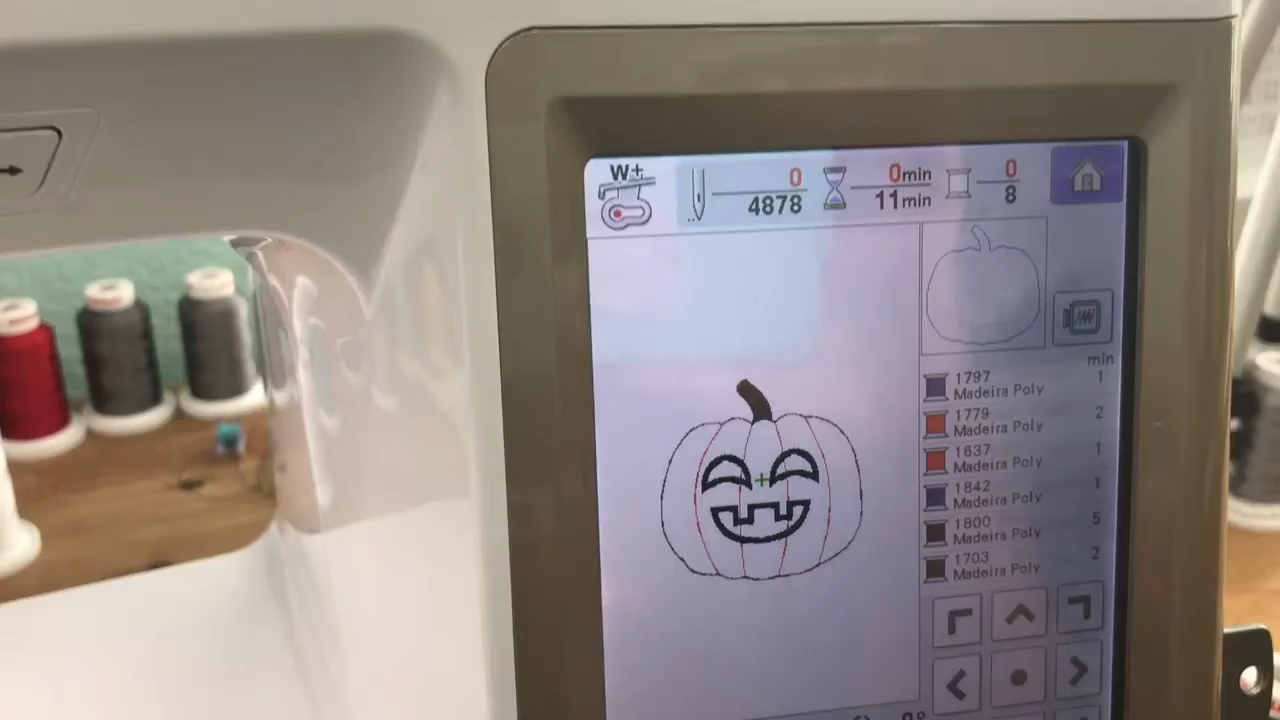 W+
0
4878
0min
11min
0
8
min
1797 1
Madeira Poly
1779 2
Madeira Poly
1637 1
Madeira Poly
1842 1
Madeira Poly
1800 5
Madeira Poly
1703 2
Madeira Poly